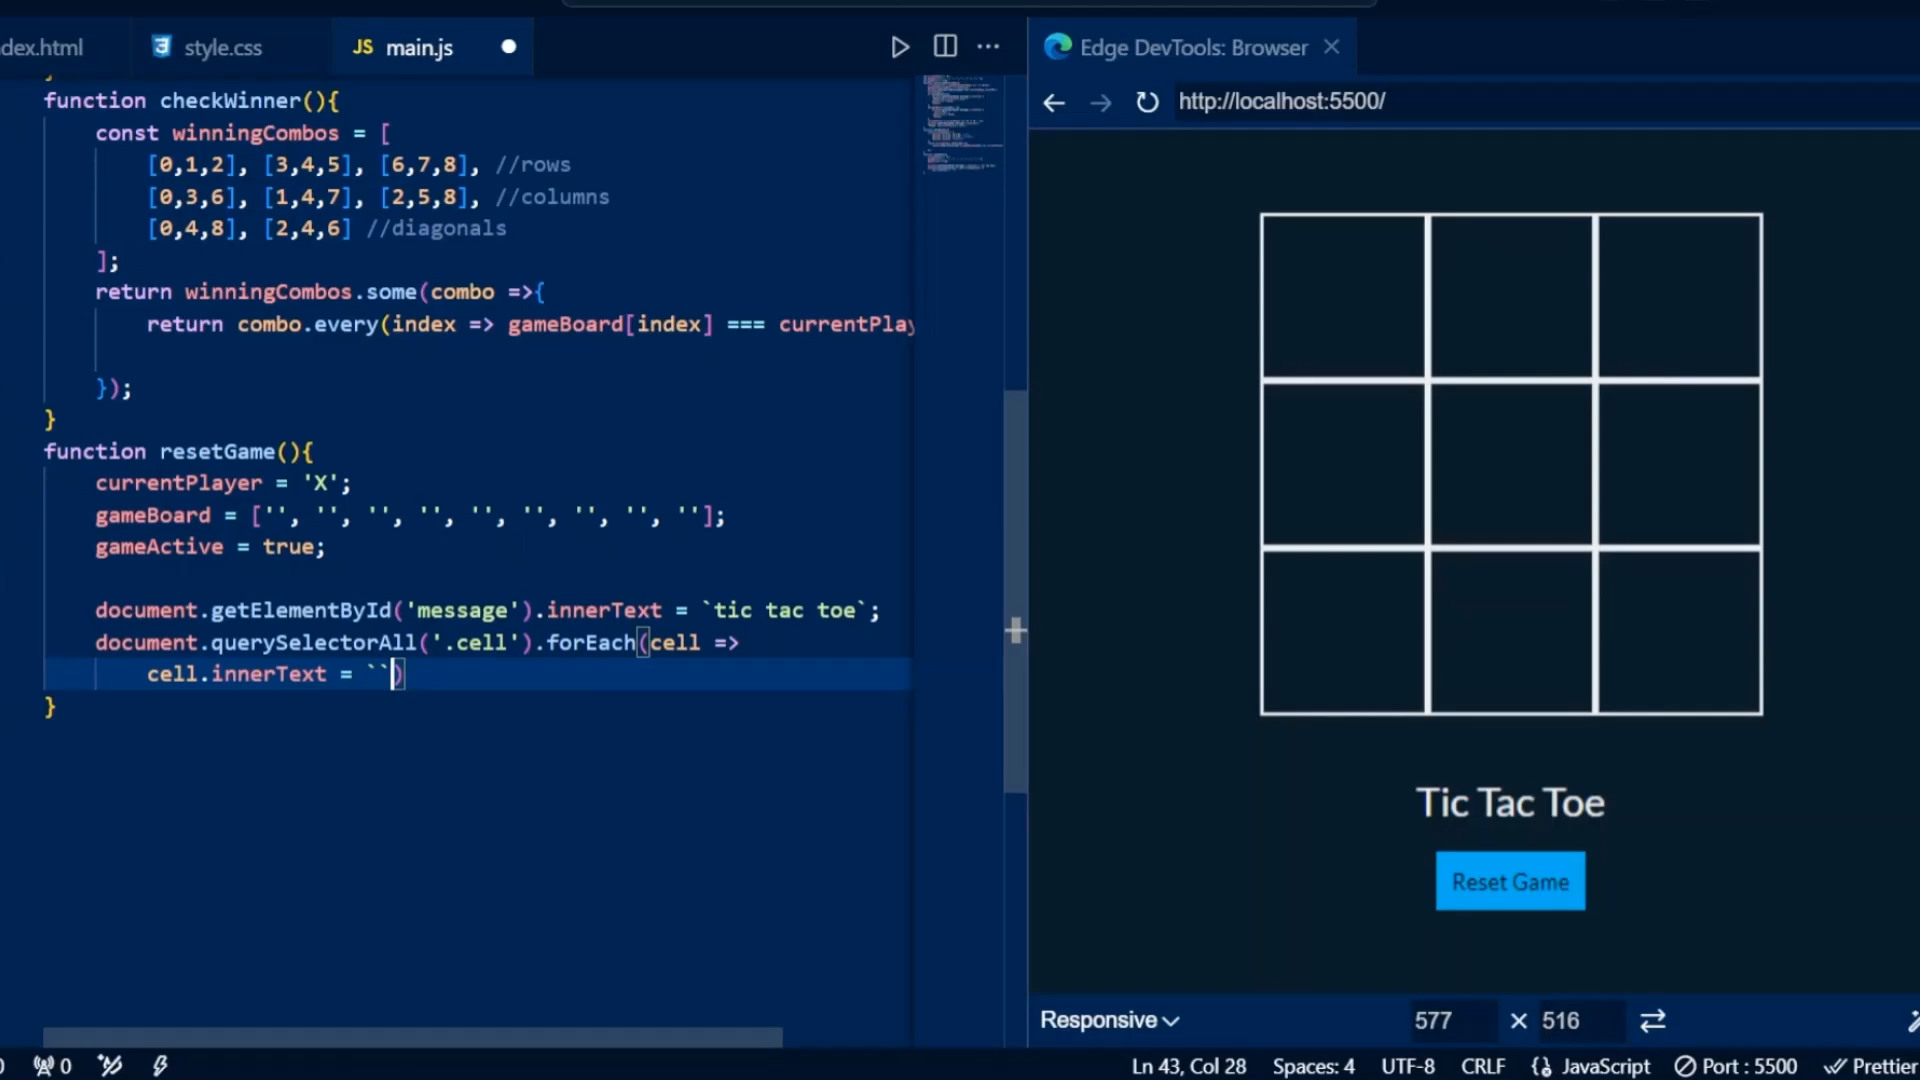 dex.html
style.css
JS main.js
Edge DevTools: Browser
http://localhost:5500/
}
function checkWinner(){
const winningCombos = [
[0,1,2], [3,4,5], [6,7,8], //rows
[0,3,6], [1,4,7], [2,5,8], //columns
[0,4,8], [2,4,6] //diagonals
];
return winningCombos.some(combo =>{
return combo.every(index => gameBoard[index] === currentPlay
});
}
function resetGame(){
currentPlayer = 'X';
gameBoard = ['', '', '', '', '', '', '', '', ''];
gameActive = true;
document.getElementById('message').innerText = `tic tac toe`;
document.querySelectorAll('.cell').forEach(cell =>
cell.innerText = ``)
}
Tic Tac Toe
Reset Game
Responsive
577 × 516
0
Ln 43, Col 28
Spaces: 4
UTF-8
CRLF
JavaScript
Port : 5500
Prettier